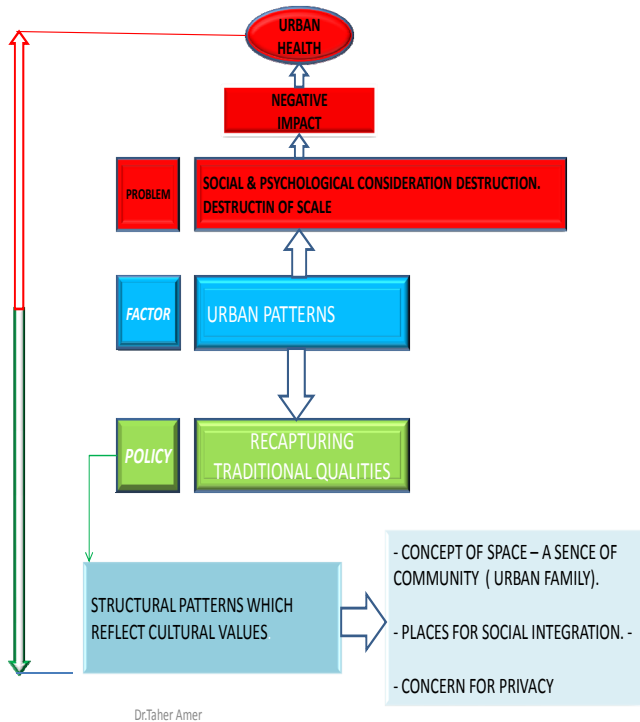 URBAN
HEALTH
NEGATIVE
IMPACT
PROBLEM
SOCIAL & PSYCHOLOGICAL CONSIDERATION DESTRUCTION.
DESTRUCTIN OF SCALE
FACTOR
URBAN PATTERNS
POLICY
RECAPTURING
TRADITIONAL QUALITIES
STRUCTURAL PATTERNS WHICH
REFLECT CULTURAL VALUES.
- CONCEPT OF SPACE – A SENCE OF
COMMUNITY ( URBAN FAMILY).
- PLACES FOR SOCIAL INTEGRATION. -
- CONCERN FOR PRIVACY
Dr.Taher Amer